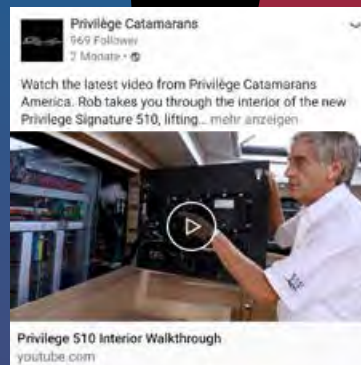 Privilège Catamarans
969 Follower
2 Monate
Watch the latest video from Privilège Catamarans
America. Rob takes you through the interior of the new
Privilege Signature 510, lifting... mehr anzeigen
Privilege 510 Interior Walkthrough
youtube.com